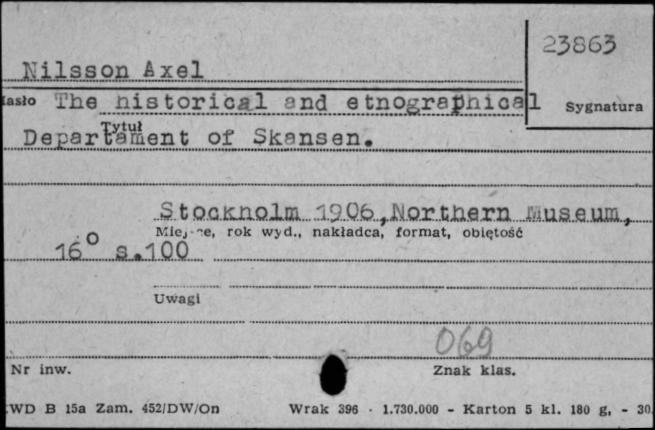 23863
Nilsson Axel
Hasło The historical and etnographical Sygnatura
Tytuł
Departament of Skansen.
Stockholm 1906, Northern Museum,
Miejsce, rok wyd., nakładca, format, objętość
16° s.100
Uwagi
069
Nr inw. Znak klas.
WD B 15a Zam. 452/DW/On Wrak 396 · 1.730.000 - Karton 5 kl. 180 g, - 30